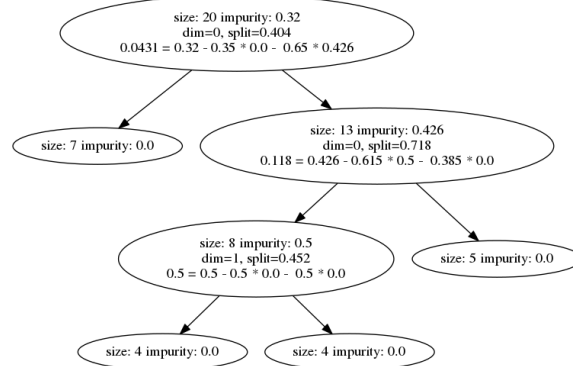 size: 20 impurity: 0.32
dim=0, split=0.404
0.0431 = 0.32 - 0.35 * 0.0 - 0.65 * 0.426
size: 7 impurity: 0.0
size: 13 impurity: 0.426
dim=0, split=0.718
0.118 = 0.426 - 0.615 * 0.5 - 0.385 * 0.0
size: 8 impurity: 0.5
dim=1, split=0.452
0.5 = 0.5 - 0.5 * 0.0 - 0.5 * 0.0
size: 5 impurity: 0.0
size: 4 impurity: 0.0
size: 4 impurity: 0.0